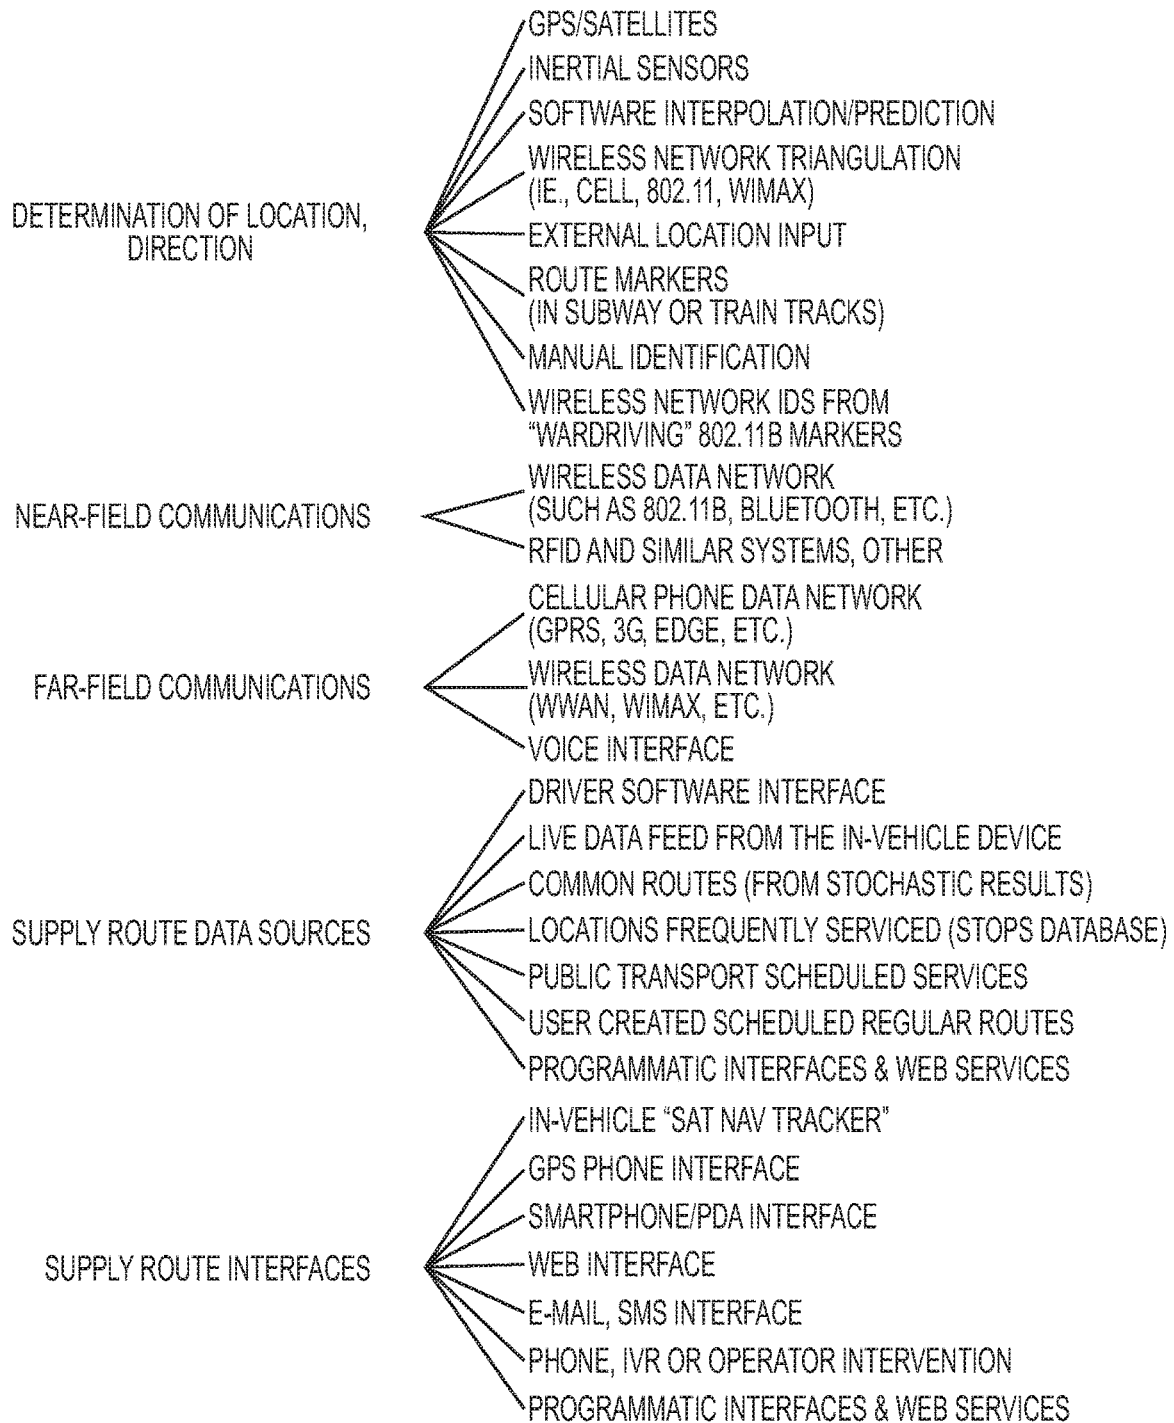 GPS/SATELLITES
INERTIAL SENSORS
SOFTWARE INTERPOLATION/PREDICTION
WIRELESS NETWORK TRIANGULATION
(IE., CELL, 802.11, WIMAX)
DETERMINATION OF LOCATION,
DIRECTION
EXTERNAL LOCATION INPUT
ROUTE MARKERS
(IN SUBWAY OR TRAIN TRACKS)
MANUAL IDENTIFICATION
WIRELESS NETWORK IDS FROM
“WARDRIVING” 802.11B MARKERS
NEAR-FIELD COMMUNICATIONS
WIRELESS DATA NETWORK
(SUCH AS 802.11B, BLUETOOTH, ETC.)
RFID AND SIMILAR SYSTEMS, OTHER
FAR-FIELD COMMUNICATIONS
CELLULAR PHONE DATA NETWORK
(GPRS, 3G, EDGE, ETC.)
WIRELESS DATA NETWORK
(WWAN, WIMAX, ETC.)
VOICE INTERFACE
SUPPLY ROUTE DATA SOURCES
DRIVER SOFTWARE INTERFACE
LIVE DATA FEED FROM THE IN-VEHICLE DEVICE
COMMON ROUTES (FROM STOCHASTIC RESULTS)
LOCATIONS FREQUENTLY SERVICED (STOPS DATABASE)
PUBLIC TRANSPORT SCHEDULED SERVICES
USER CREATED SCHEDULED REGULAR ROUTES
PROGRAMMATIC INTERFACES & WEB SERVICES
SUPPLY ROUTE INTERFACES
IN-VEHICLE “SAT NAV TRACKER”
GPS PHONE INTERFACE
SMARTPHONE/PDA INTERFACE
WEB INTERFACE
E-MAIL, SMS INTERFACE
PHONE, IVR OR OPERATOR INTERVENTION
PROGRAMMATIC INTERFACES & WEB SERVICES